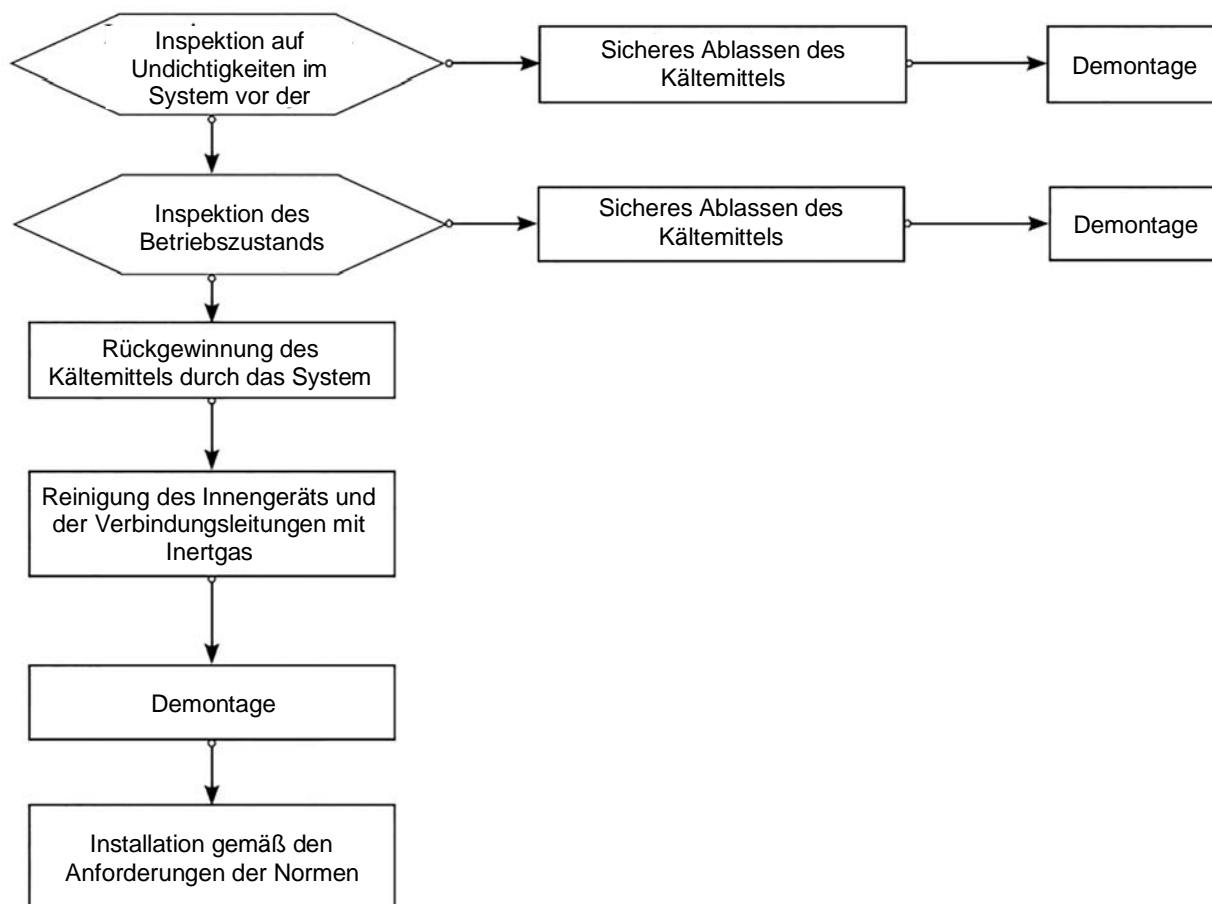 Inspektion auf
Undichtigkeiten im
System vor der
Sicheres Ablassen des
Kältemittels
Demontage
Inspektion des
Betriebszustands
Sicheres Ablassen des
Kältemittels
Demontage
Rückgewinnung des
Kältemittels durch das System
Reinigung des Innengeräts und
der Verbindungsleitungen mit
Inertgas
Demontage
Installation gemäß den
Anforderungen der Normen